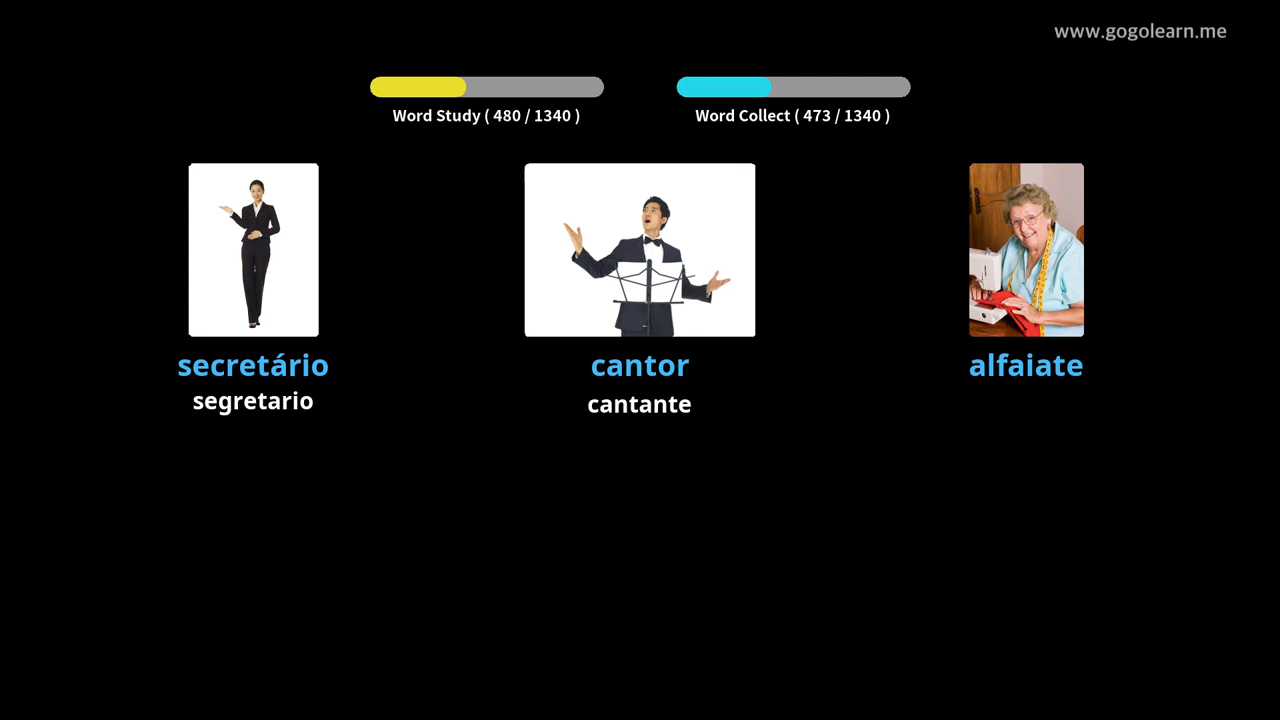 www.gogolearn.me
Word Study ( 480 / 1340 )
Word Collect ( 473 / 1340 )
secretário
segretario
cantor
cantante
alfaiate